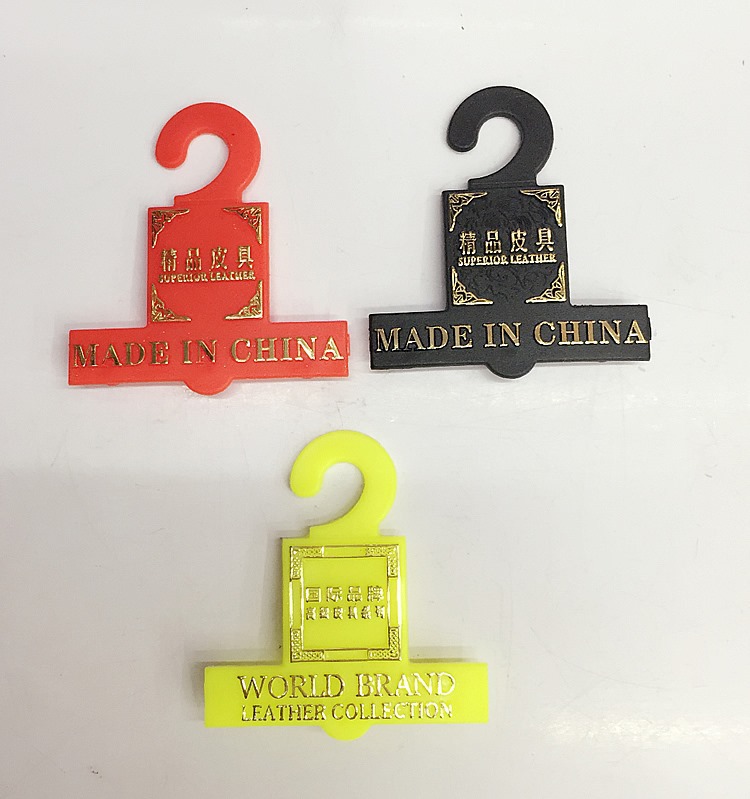 精品皮具
SUPERIOR LEATHER
MADE IN CHINA
精品皮具
SUPERIOR LEATHER
MADE IN CHINA
国际品牌
WORLD BRAND
LEATHER COLLECTION